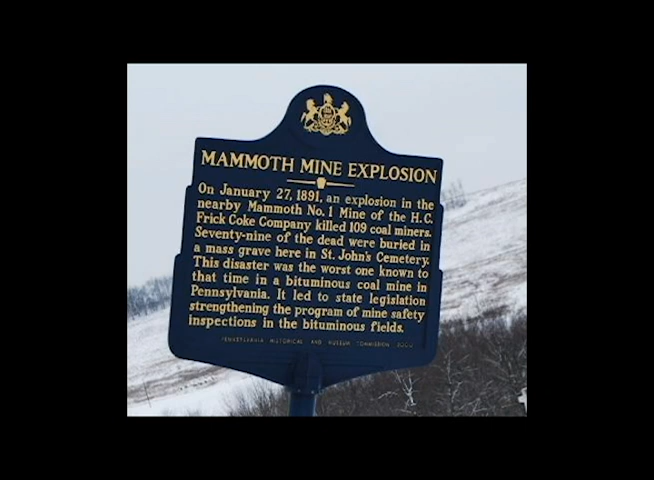 MAMMOTH MINE EXPLOSION
On January 27, 1891, an explosion in the
nearby Mammoth No. 1 Mine of the H.C.
Frick Coke Company killed 109 coal miners.
Seventy-nine of the dead were buried in
a mass grave here in St. John's Cemetery.
This disaster was the worst one known to
that time in a bituminous coal mine in
Pennsylvania. It led to state legislation
strengthening the program of mine safety
inspections in the bituminous fields.
PENNSYLVANIA HISTORICAL AND MUSEUM COMMISSION